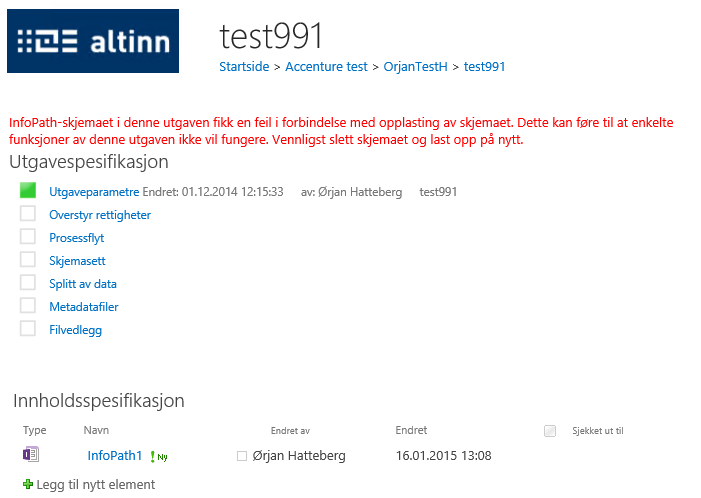 altinn
test991
Startside > Accenture test > OrjanTestH > test991
InfoPath-skjemaet i denne utgaven fikk en feil i forbindelse med opplasting av skjemaet. Dette kan føre til at enkelte
funksjoner av denne utgaven ikke vil fungere. Vennligst slett skjemaet og last opp på nytt.
Utgavespesifikasjon
Utgaveparametre Endret: 01.12.2014 12:15:33 av: Ørjan Hatteberg test991
Overstyr rettigheter
Prosessflyt
Skjemasett
Splitt av data
Metadatafiler
Filvedlegg
Innholdsspesifikasjon
Type Navn Endret av Endret Sjekket ut til
InfoPath1 ! Ny Ørjan Hatteberg 16.01.2015 13:08
Legg til nytt element